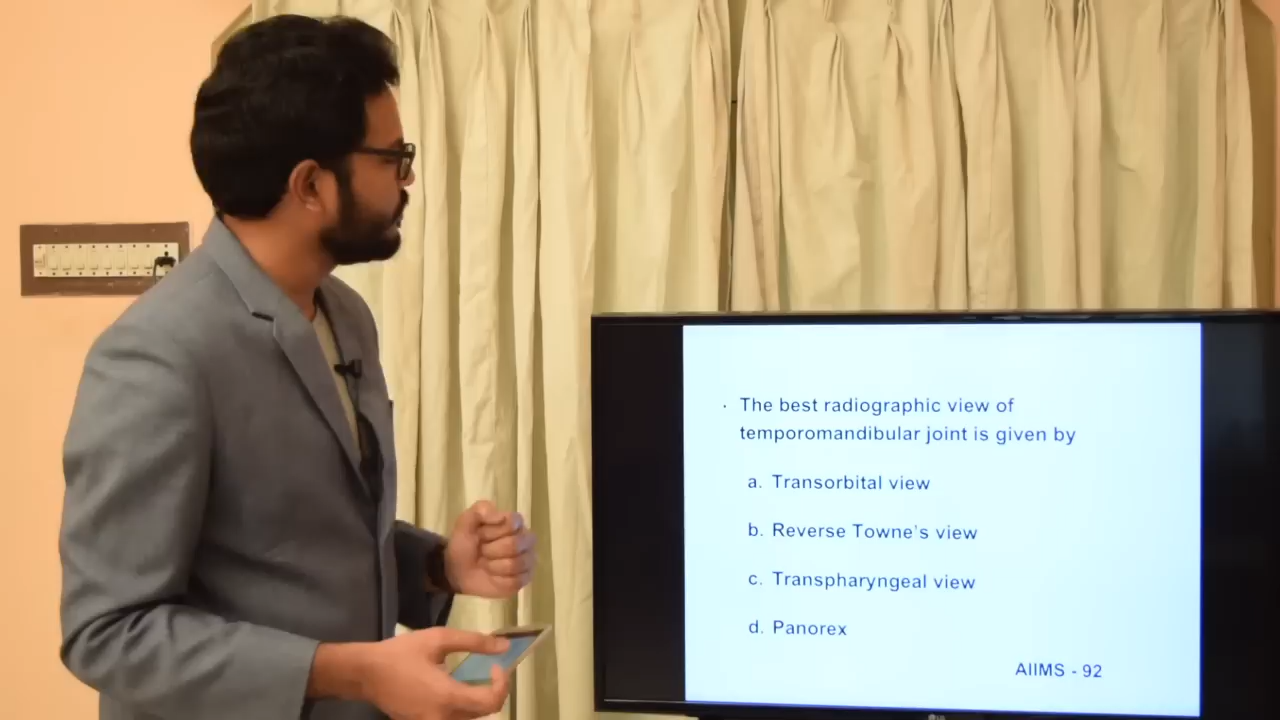 · The best radiographic view of
temporomandibular joint is given by
a. Transorbital view
b. Reverse Towne's view
c. Transpharyngeal view
d. Panorex
AIIMS - 92
LG